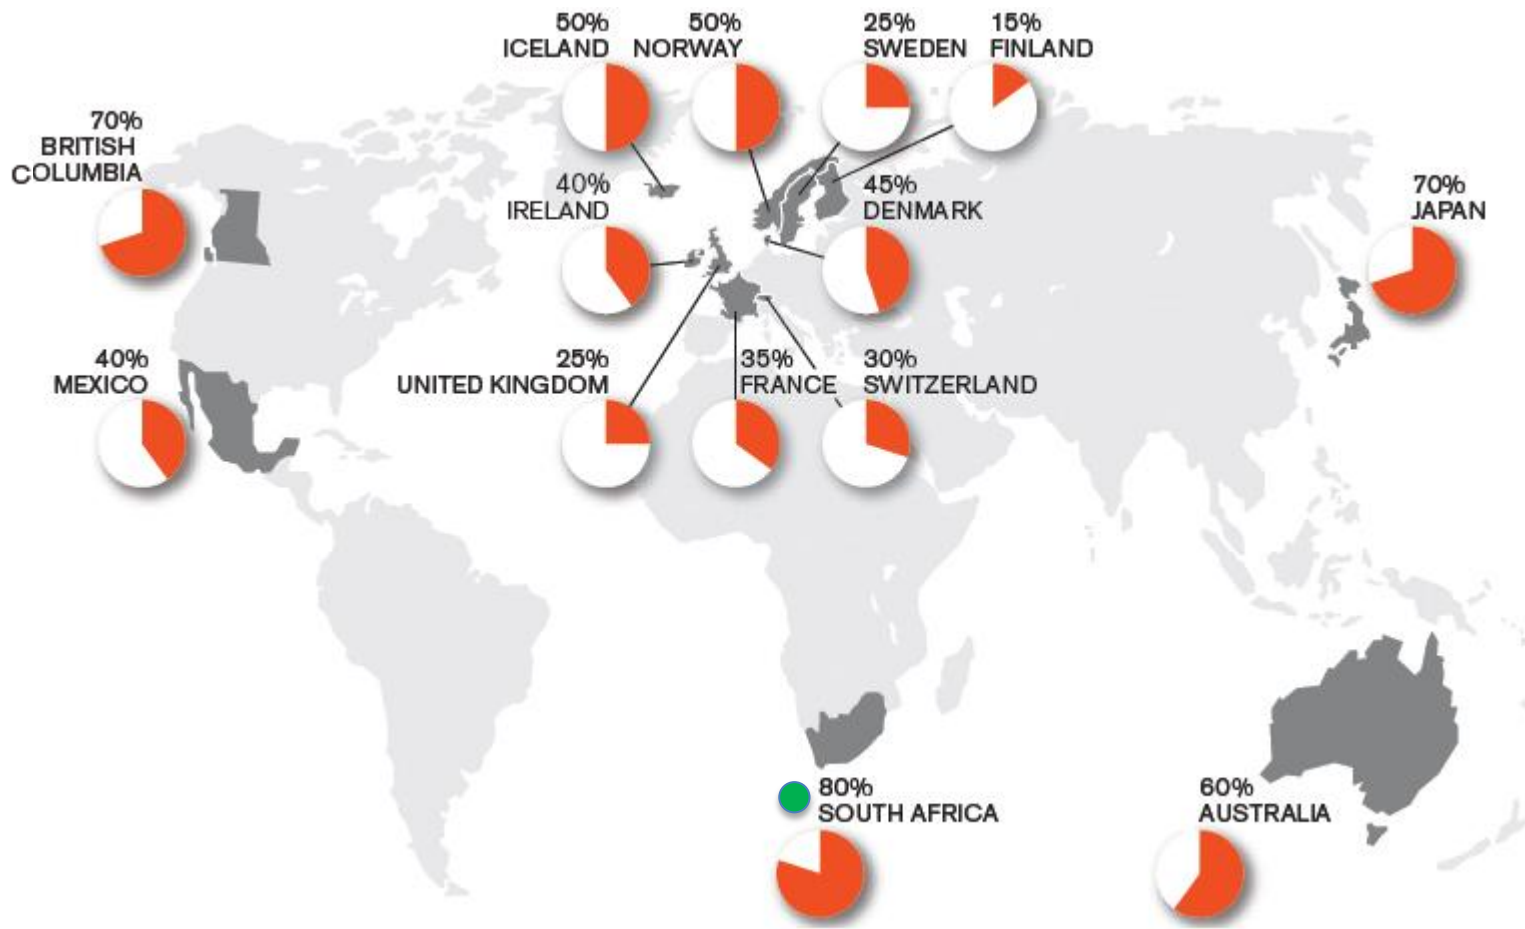 50%
ICELAND
50%
NORWAY
25%
SWEDEN
15%
FINLAND
70%
BRITISH
COLUMBIA
40%
IRELAND
45%
DENMARK
70%
JAPAN
40%
MEXICO
25%
UNITED KINGDOM
35%
FRANCE
30%
SWITZERLAND
80%
SOUTH AFRICA
60%
AUSTRALIA